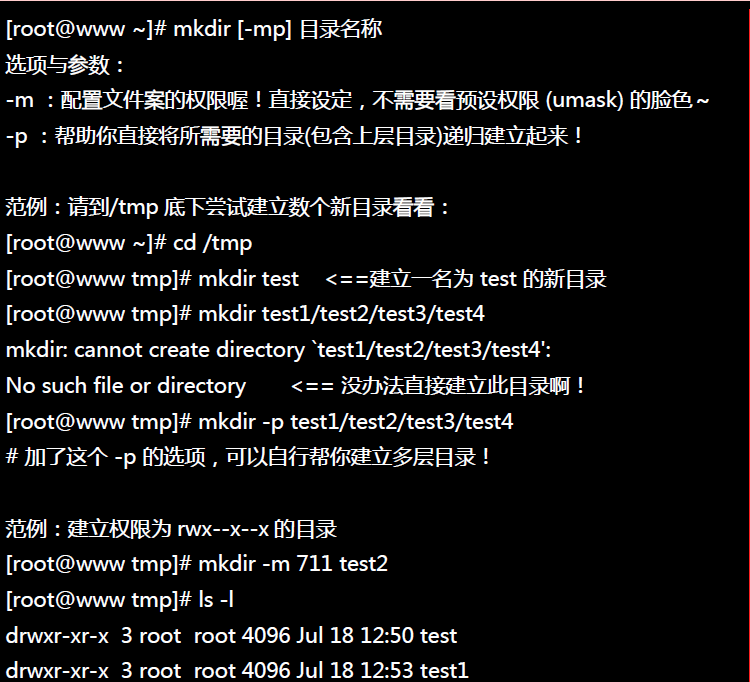 [root@www ~]# mkdir [-mp] 目录名称
选项与参数：
-m ：配置文件案的权限喔！直接设定，不需要看预设权限 (umask) 的脸色～
-p ：帮助你直接将所需要的目录(包含上层目录)递归建立起来！
范例：请到/tmp 底下尝试建立数个新目录看看：
[root@www ~]# cd /tmp
[root@www tmp]# mkdir test <==建立一名为 test 的新目录
[root@www tmp]# mkdir test1/test2/test3/test4
mkdir: cannot create directory `test1/test2/test3/test4':
No such file or directory <== 没办法直接建立此目录啊！
[root@www tmp]# mkdir -p test1/test2/test3/test4
# 加了这个 -p 的选项，可以自行帮你建立多层目录！
范例：建立权限为 rwx--x--x 的目录
[root@www tmp]# mkdir -m 711 test2
[root@www tmp]# ls -l
drwxr-xr-x 3 root root 4096 Jul 18 12:50 test
drwxr-xr-x 3 root root 4096 Jul 18 12:53 test1